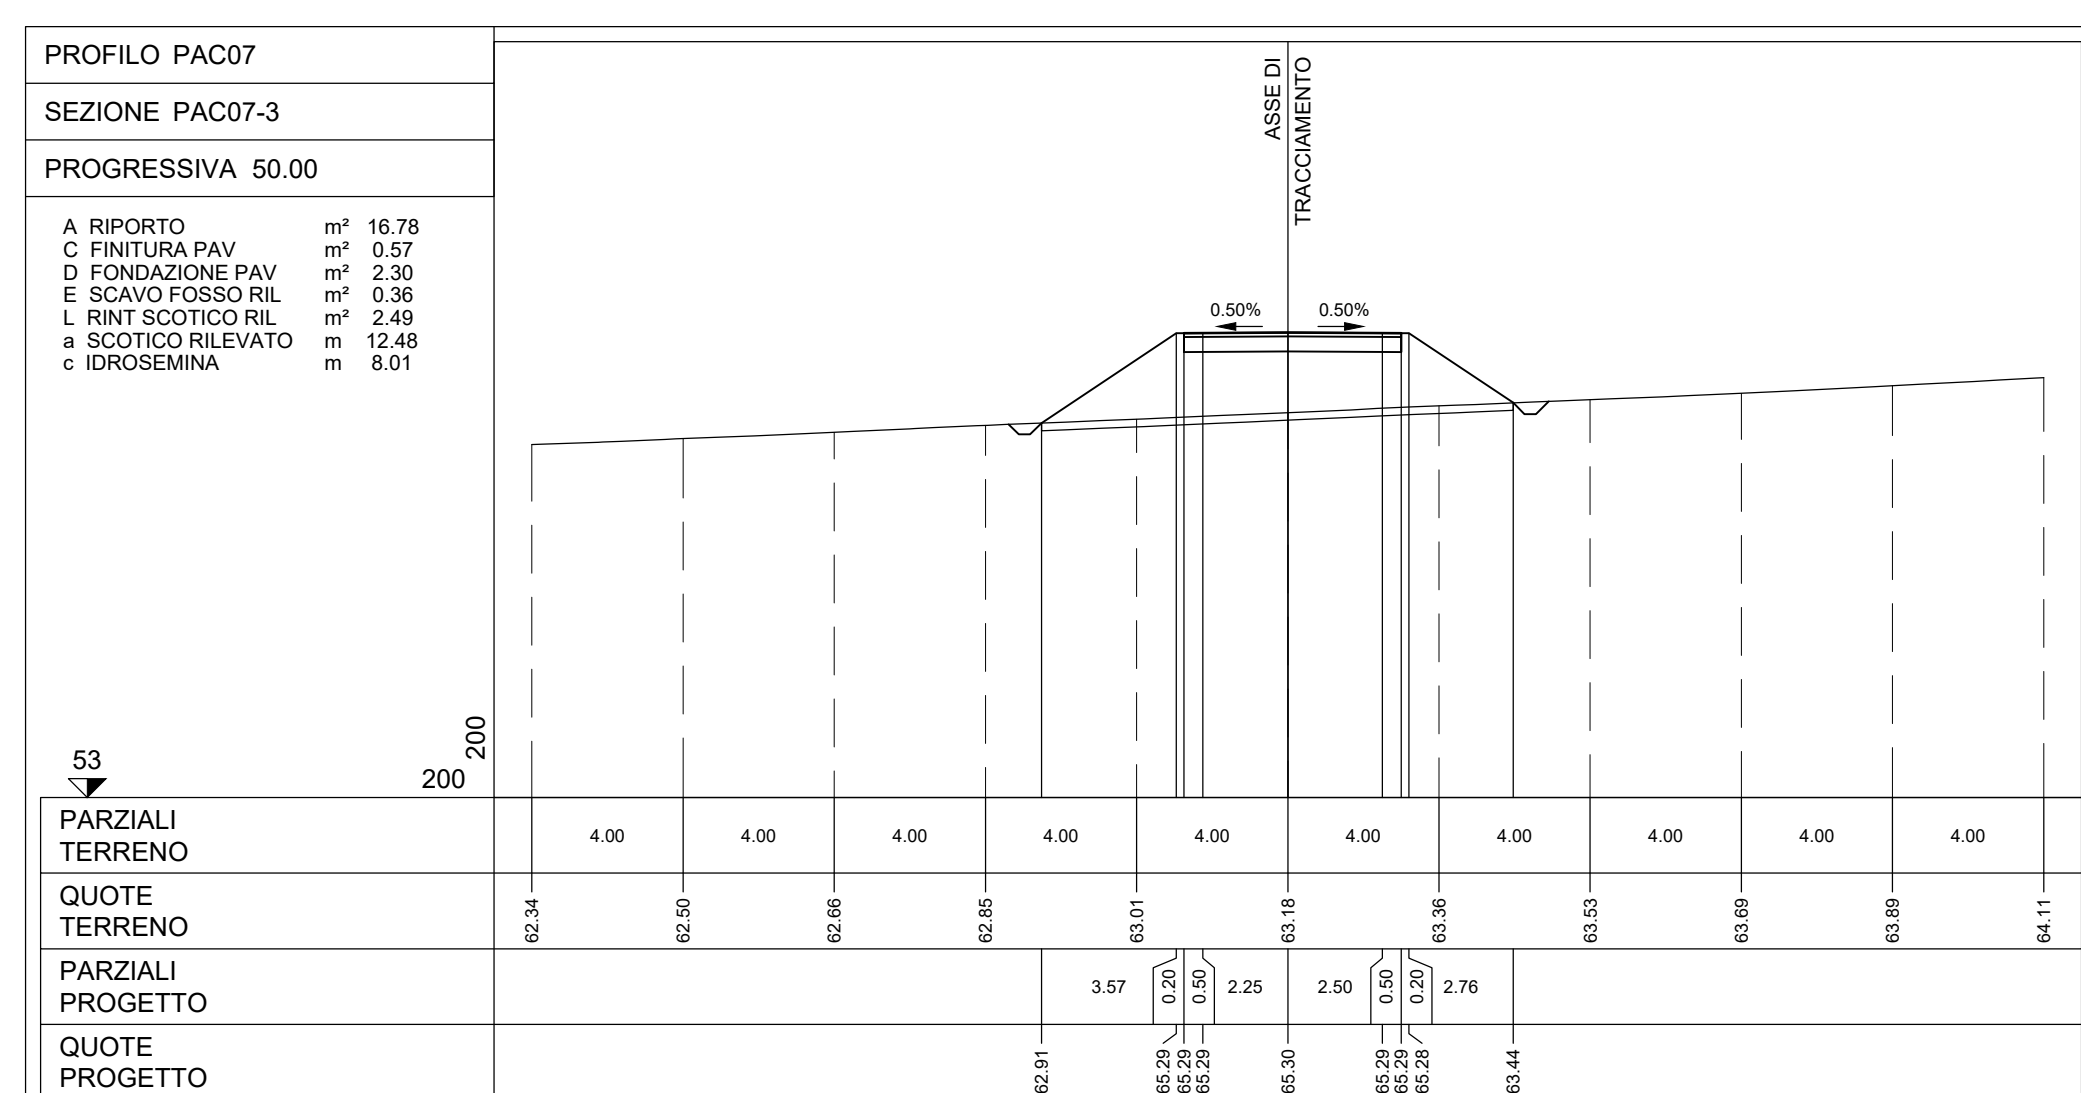 PROFILO PAC07
SEZIONE PAC07-3
PROGRESSIVA 50.00
A RIPORTO m² 16.78
C FINITURA PAV m² 0.57
D FONDAZIONE PAV m² 2.30
E SCAVO FOSSO RIL m² 0.36
L RINT SCOTICO RIL m² 2.49
a SCOTICO RILEVATO m 12.48
c IDROSEMINA m 8.01
ASSE DI
TRACCIAMENTO
0.50% 0.50%
53
200
200
PARZIALI
TERRENO
4.00 4.00 4.00 4.00 4.00 4.00 4.00 4.00 4.00 4.00
QUOTE
TERRENO
62.34 62.50 62.66 62.85 63.01 63.18 63.36 63.53 63.69 63.89 64.11
PARZIALI
PROGETTO
3.57 0.20 0.50 2.25 2.50 0.50 0.20 2.76
QUOTE
PROGETTO
62.91 65.29 65.29 65.29 65.30 65.29 65.29 65.28 63.44